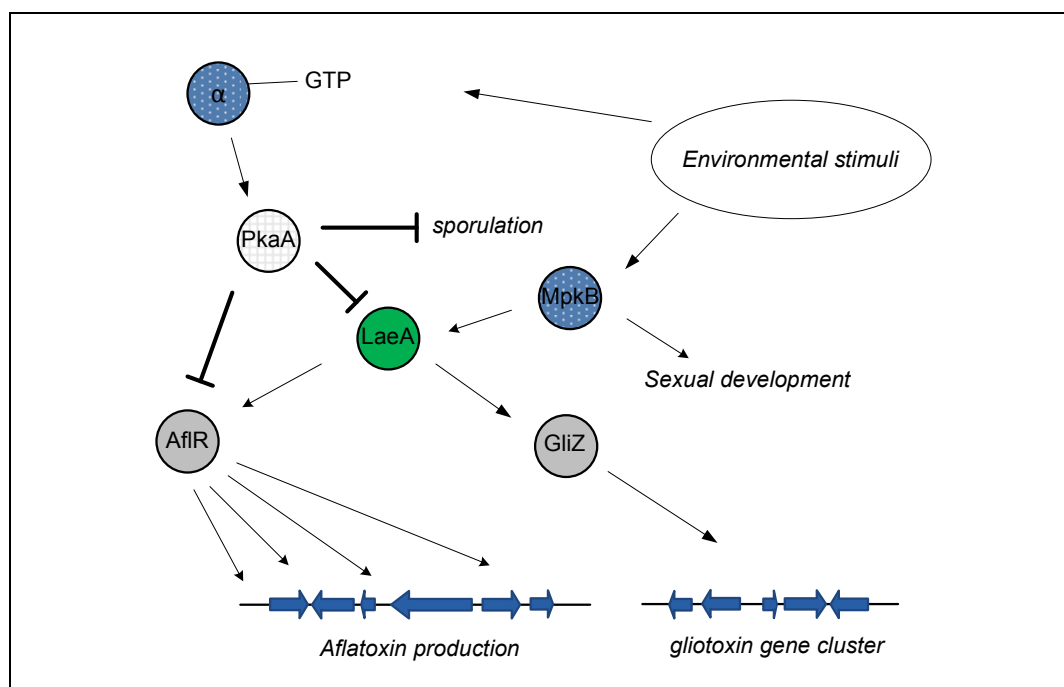 GTP
α
Environmental stimuli
sporulation
PkaA
MpkB
LaeA
Sexual development
AflR
GliZ
Aflatoxin production
gliotoxin gene cluster